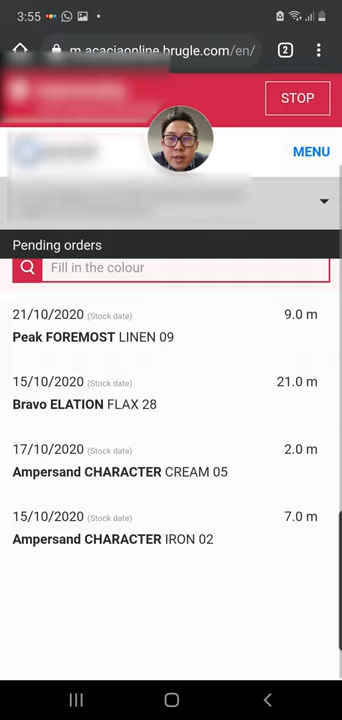 3:55
m.acaciaonline.brugle.com/en/
2
STOP
MENU
Pending orders
Fill in the colour
21/10/2020 (Stock date) 9.0 m
Peak FOREMOST LINEN 09
15/10/2020 (Stock date) 21.0 m
Bravo ELATION FLAX 28
17/10/2020 (Stock date) 2.0 m
Ampersand CHARACTER CREAM 05
15/10/2020 (Stock date) 7.0 m
Ampersand CHARACTER IRON 02